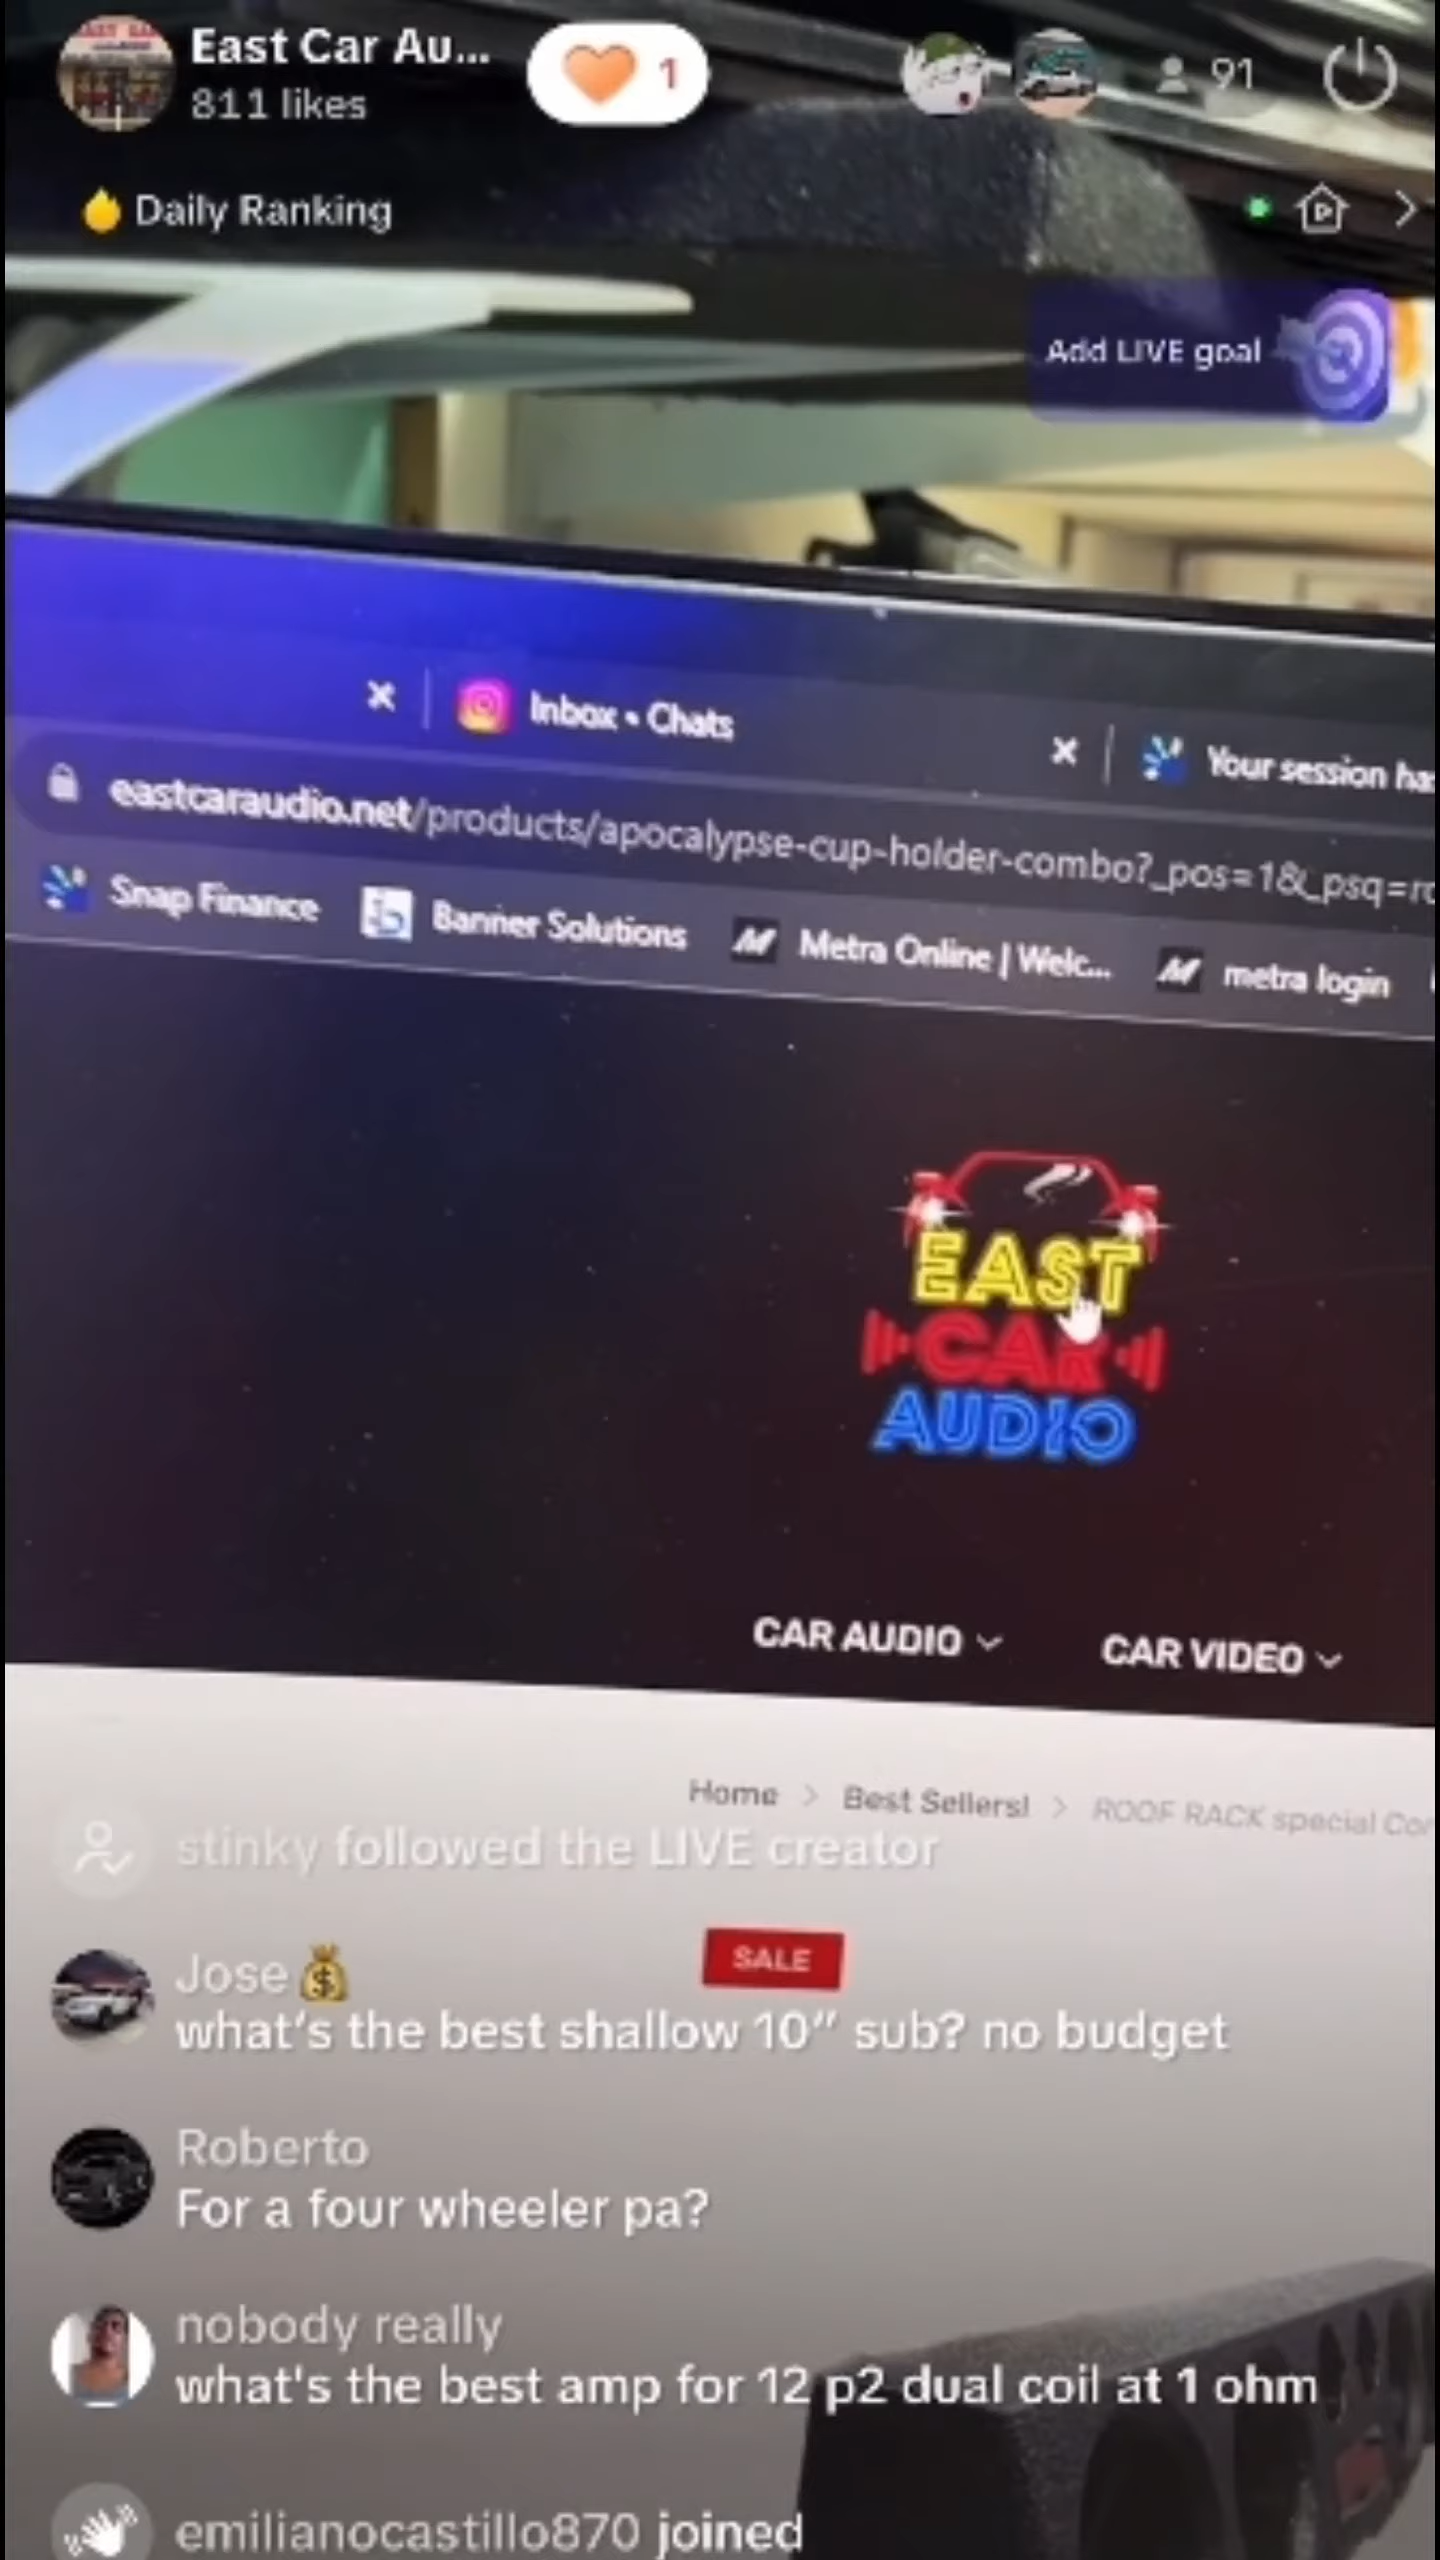 East Car Au...
811 likes
1
91
Daily Ranking
Add LIVE goal
Inbox • Chats
Your session ha
eastcaraudio.net/products/apocalypse-cup-holder-combo?_pos=1&_psq=ro
Snap Finance
Banner Solutions
Metra Online | Welc...
metra login
EAST
CAR
AUDIO
CAR AUDIO
CAR VIDEO
Home > Best Sellers! > ROOF RACK special Co
stinky followed the LIVE creator
SALE
Jose💰
what's the best shallow 10" sub? no budget
Roberto
For a four wheeler pa?
nobody really
what's the best amp for 12 p2 dual coil at 1 ohm
emilianocastillo870 joined